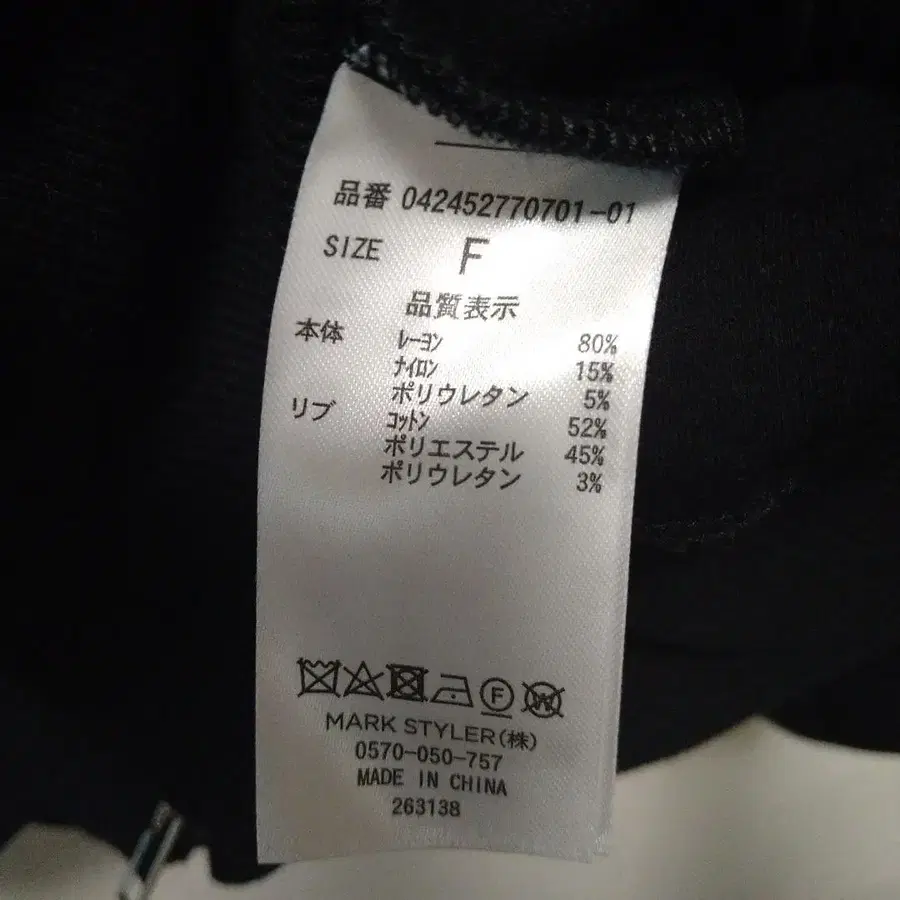 品番 042452770701-01
SIZE F
品質表示
本体 レーヨン 80%
ナイロン 15%
ポリウレタン 5%
リブ コットン 52%
ポリエステル 45%
ポリウレタン 3%
F W
MARK STYLER(株)
0570-050-757
MADE IN CHINA
263138